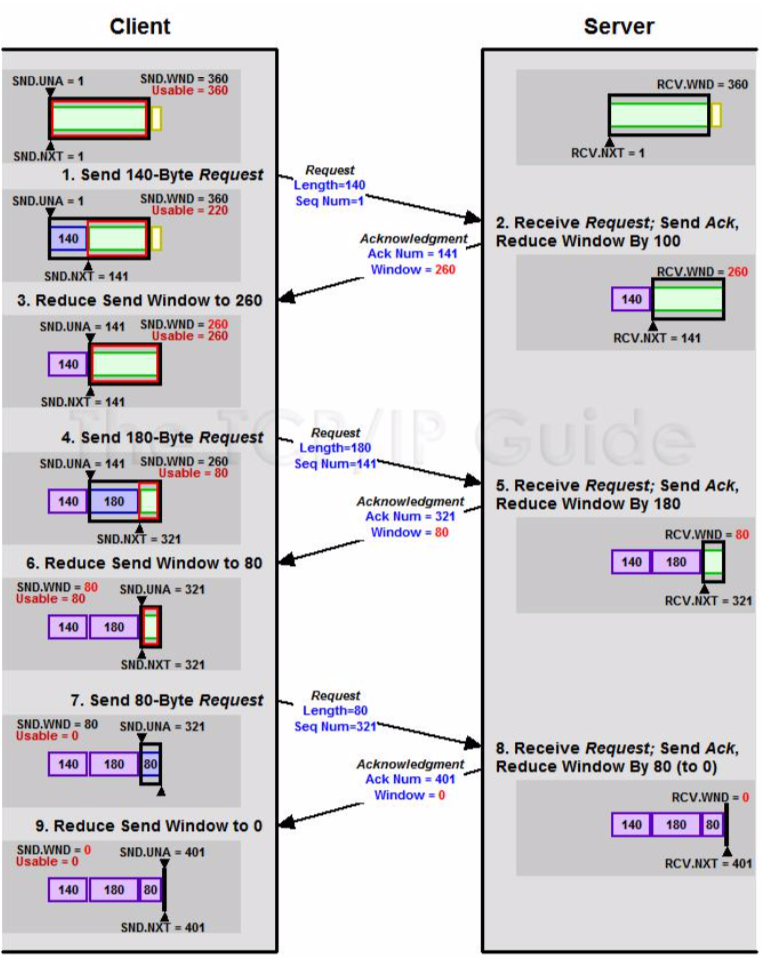 Client
Server
SND.UNA = 1
SND.WND = 360
Usable = 360
SND.NXT = 1
RCV.WND = 360
RCV.NXT = 1
1. Send 140-Byte Request
Request
Length=140
Seq Num=1
SND.UNA = 1
SND.WND = 360
Usable = 220
140
SND.NXT = 141
2. Receive Request; Send Ack,
Reduce Window By 100
Acknowledgment
Ack Num = 141
Window = 260
RCV.WND = 260
140
RCV.NXT = 141
3. Reduce Send Window to 260
SND.UNA = 141
SND.WND = 260
Usable = 260
140
SND.NXT = 141
The TCP/IP Guide
4. Send 180-Byte Request
Request
Length=180
Seq Num=141
SND.UNA = 141
SND.WND = 260
Usable = 80
140
180
SND.NXT = 321
5. Receive Request; Send Ack,
Reduce Window By 180
Acknowledgment
Ack Num = 321
Window = 80
RCV.WND = 80
140
180
RCV.NXT = 321
6. Reduce Send Window to 80
SND.WND = 80
Usable = 80
SND.UNA = 321
140
180
SND.NXT = 321
7. Send 80-Byte Request
Request
Length=80
Seq Num=321
SND.WND = 80
Usable = 0
SND.UNA = 321
140
180
80
8. Receive Request; Send Ack,
Reduce Window By 80 (to 0)
Acknowledgment
Ack Num = 401
Window = 0
RCV.WND = 0
140
180
80
RCV.NXT = 401
9. Reduce Send Window to 0
SND.WND = 0
Usable = 0
SND.UNA = 401
140
180
80
SND.NXT = 401